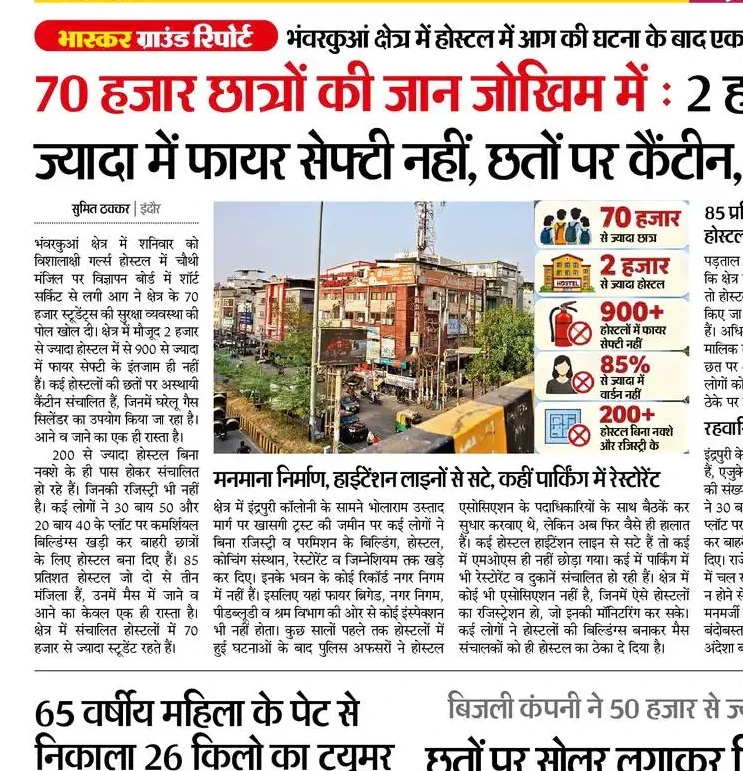 भास्कर ग्राउंड रिपोर्ट
भंवरकुआं क्षेत्र में होस्टल में आग की घटना के बाद एक
70 हजार छात्रों की जान जोखिम में : 2 ह
ज्यादा में फायर सेफ्टी नहीं, छतों पर कैंटीन,
सुमित ठक्कर | इंदौर
भंवरकुआं क्षेत्र में शनिवार को
विशालाक्षी गर्ल्स होस्टल में चौथी
मंजिल पर विज्ञापन बोर्ड में शॉर्ट
सर्किट से लगी आग ने क्षेत्र के 70
हजार स्टूडेंट्स की सुरक्षा व्यवस्था की
पोल खोल दी। क्षेत्र में मौजूद 2 हजार
से ज्यादा होस्टल में से 900 से ज्यादा
में फायर सेफ्टी के इंतजाम ही नहीं
हैं। कई होस्टलों की छतों पर अस्थायी
कैंटीन संचालित हैं, जिनमें घरेलू गैस
सिलेंडर का उपयोग किया जा रहा है।
आने व जाने का एक ही रास्ता है।
200 से ज्यादा होस्टल बिना
नक्शे के ही पास होकर संचालित
हो रहे हैं। जिनकी रजिस्ट्री भी नहीं
है। कई लोगों ने 30 बाय 50 और
20 बाय 40 के प्लॉट पर कमर्शियल
बिल्डिंग्स खड़ी कर बाहरी छात्रों
के लिए होस्टल बना दिए हैं। 85
प्रतिशत होस्टल जो दो से तीन
मंजिला हैं, उनमें मैस में जाने व
आने का केवल एक ही रास्ता है।
क्षेत्र में संचालित होस्टलों में 70
हजार से ज्यादा स्टूडेंट रहते हैं।
70 हजार
से ज्यादा छात्र
2 हजार
से ज्यादा होस्टल
HOSTEL
900+
होस्टलों में फायर
सेफ्टी नहीं
85%
से ज्यादा में
वार्डन नहीं
200+
होस्टल बिना नक्शे
और रजिस्ट्री के
मनमाना निर्माण, हाईटेंशन लाइनों से सटे, कहीं पार्किंग में रेस्टोरेंट
क्षेत्र में इंद्रपुरी कॉलोनी के सामने भोलाराम उस्ताद
मार्ग पर खासगी ट्रस्ट की जमीन पर कई लोगों ने
बिना रजिस्ट्री व परमिशन के बिल्डिंग, होस्टल,
कोचिंग संस्थान, रेस्टोरेंट व जिम्नेशियम तक खड़े
कर दिए। इनके भवन के कोई रिकॉर्ड नगर निगम
में नहीं हैं। इसलिए यहां फायर ब्रिगेड, नगर निगम,
पीडब्लूडी व श्रम विभाग की ओर से कोई इंस्पेक्शन
भी नहीं होता। कुछ सालों पहले तक होस्टलों में
हुई घटनाओं के बाद पुलिस अफसरों ने होस्टल
एसोसिएशन के पदाधिकारियों के साथ बैठकें कर
सुधार करवाए थे, लेकिन अब फिर वैसे ही हालात
हैं। कई होस्टल हाईटेंशन लाइन से सटे हैं तो कई
में एमओएस ही नहीं छोड़ा गया। कई में पार्किंग में
भी रेस्टोरेंट व दुकानें संचालित हो रही हैं। क्षेत्र में
कोई भी एसोसिएशन नहीं है, जिनमें ऐसे होस्टलों
का रजिस्ट्रेशन हो, जो इनकी मॉनिटरिंग कर सके।
कई लोगों ने होस्टलों की बिल्डिंग्स बनाकर मैस
संचालकों को ही होस्टल का ठेका दे दिया है।
85 प्रि
होस्टल
पड़ताल
कि क्षेत्र
तो होस्ट
किए जा
हैं। अधि
मालिक
छत पर
लोगों को
ठेके पर
रहवासि
इंद्रपुरी के
हैं, एजुके
की संख्य
ने 30 ब
प्लॉट पर
कर बाह
दिए। राज
में चल र
न होने से
मनमर्जी
बंदोबस्त
अंदेशा ब
65 वर्षीय महिला के पेट से
निकाला 26 किलो का ट्यूमर
बिजली कंपनी ने 50 हजार से ज्
छतों पर सोलर लगाकर